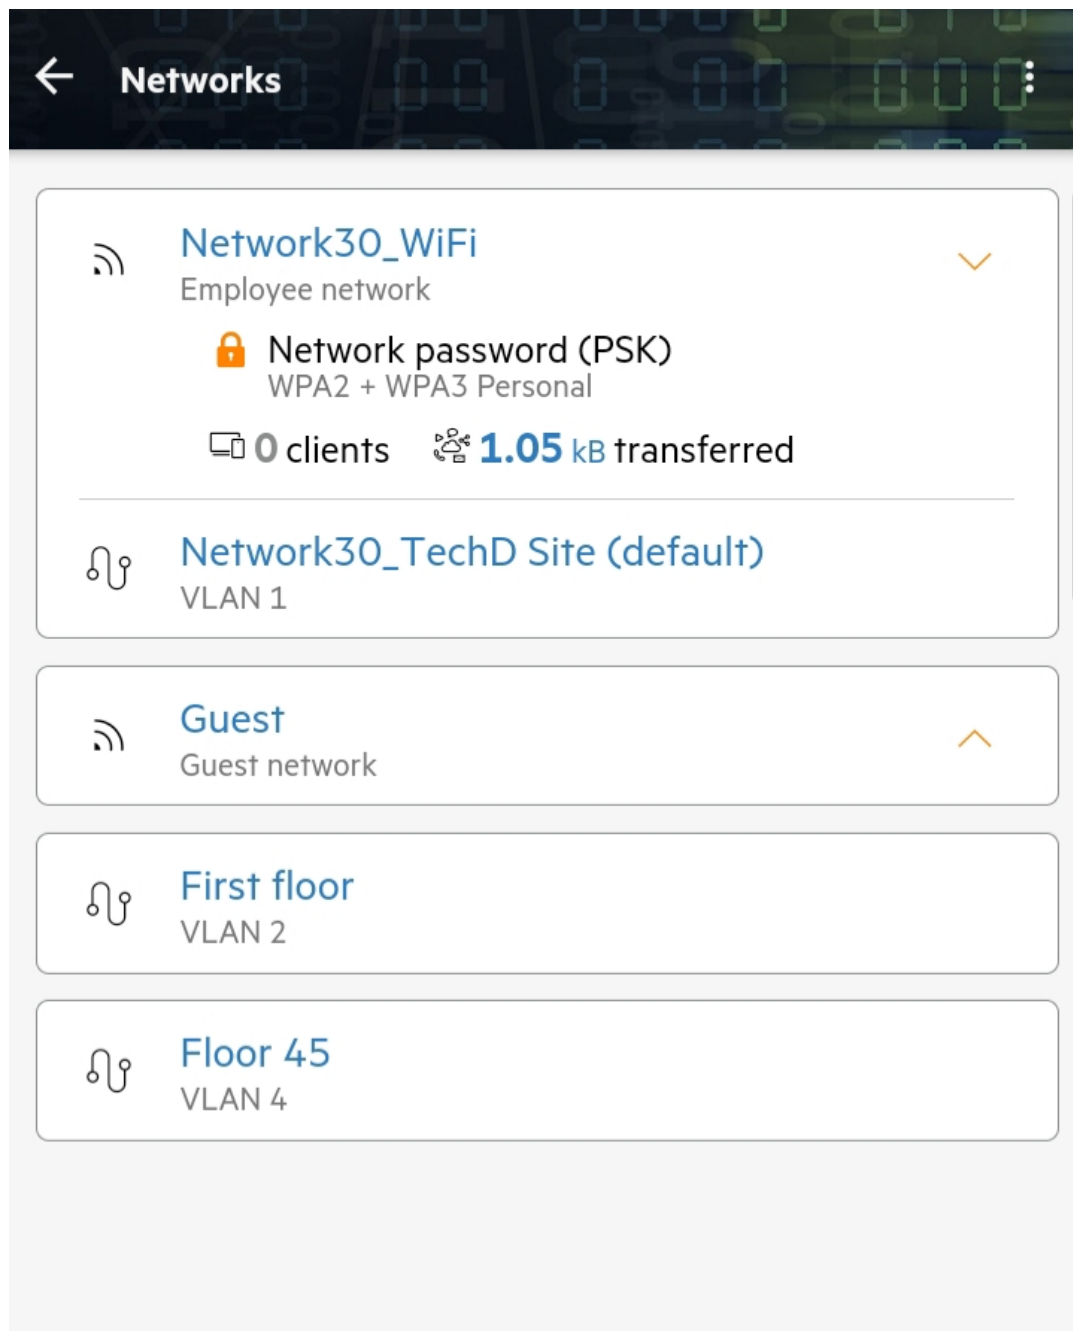 Networks
Network30_WiFi
Employee network
Network password (PSK)
WPA2 + WPA3 Personal
0 clients 1.05 kB transferred
Network30_TechD Site (default)
VLAN 1
Guest
Guest network
First floor
VLAN 2
Floor 45
VLAN 4